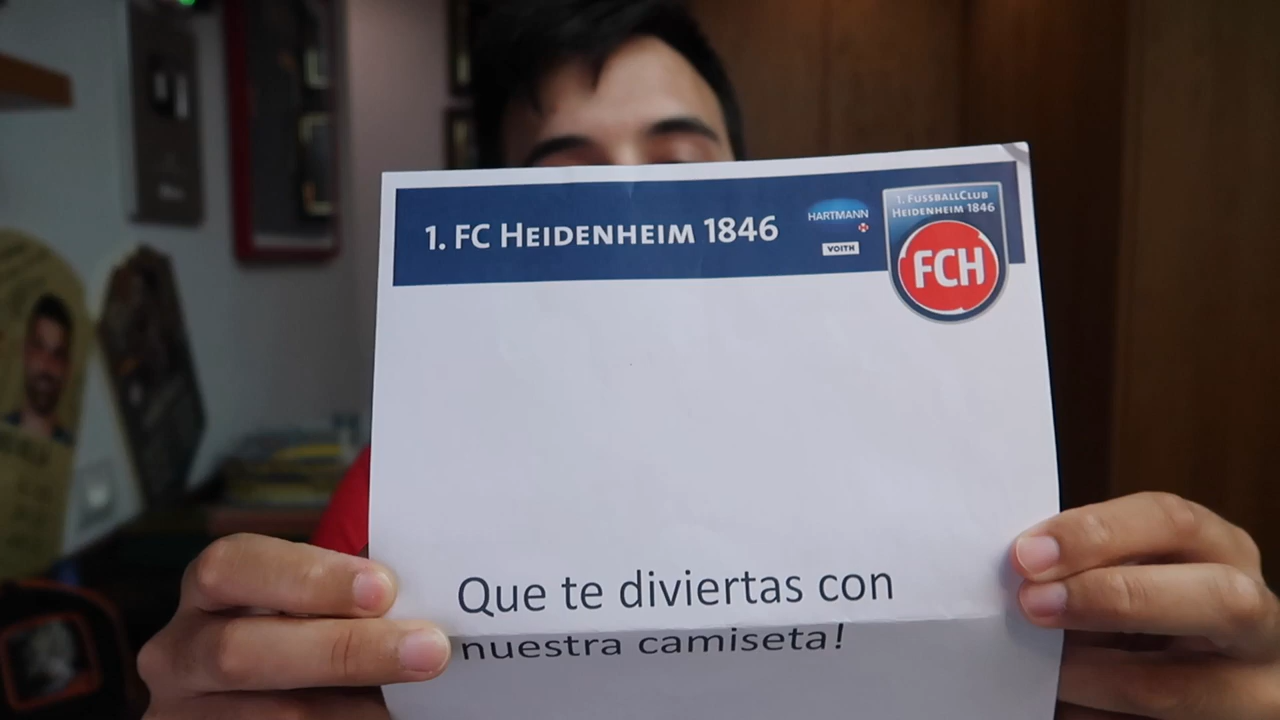 1. FC HEIDENHEIM 1846
HARTMANN
VOITH
1. FUSSBALLCLUB
HEIDENHEIM 1846
FCH
Que te diviertas con
nuestra camiseta!